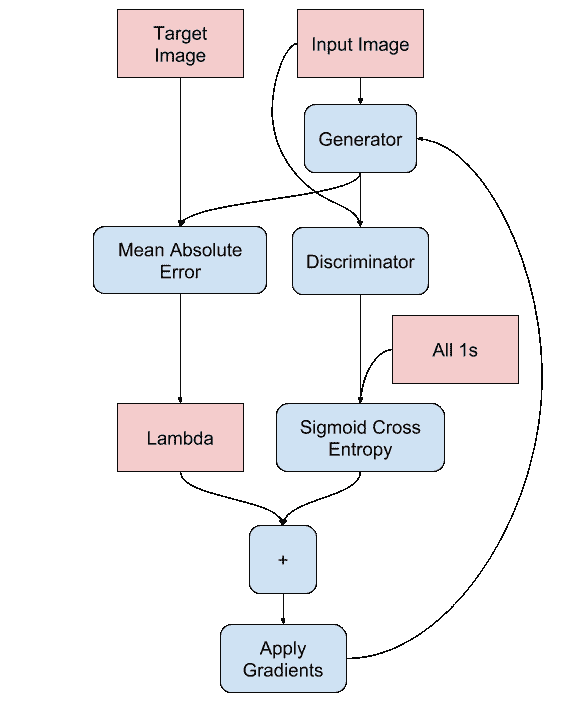 Target
Image
Input Image
Generator
Mean Absolute
Error
Discriminator
All 1s
Lambda
Sigmoid Cross
Entropy
+
Apply
Gradients